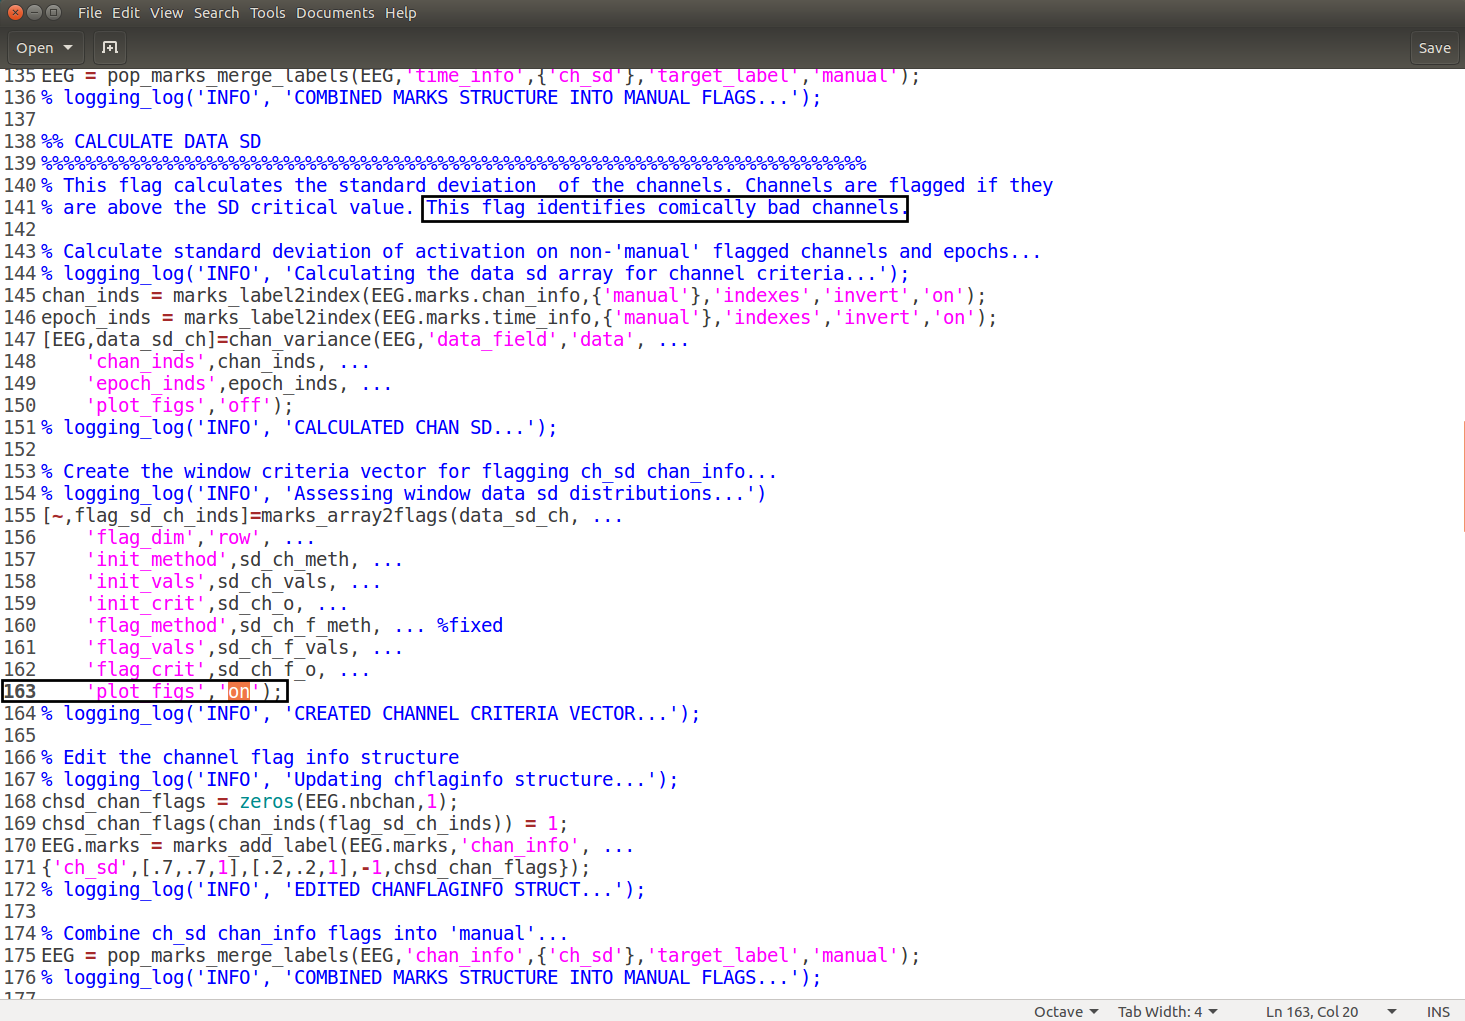 File Edit View Search Tools Documents Help
Open Save
135 EEG = pop_marks_merge_labels(EEG,'time_info',{'ch_sd'},'target_label','manual');
136 % logging_log('INFO', 'COMBINED MARKS STRUCTURE INTO MANUAL FLAGS...');
137
138 %% CALCULATE DATA SD
139 %%%%%%%%%%%%%%%%%%%%%%%%%%%%%%%%%%%%%%%%%%%%%%%%%%%%%%%%%%%%%%%%%%%%%%%%%%%%%
140 % This flag calculates the standard deviation  of the channels. Channels are flagged if they
141 % are above the SD critical value. This flag identifies comically bad channels.
142
143 % Calculate standard deviation of activation on non-'manual' flagged channels and epochs...
144 % logging_log('INFO', 'Calculating the data sd array for channel criteria...');
145 chan_inds = marks_label2index(EEG.marks.chan_info,{'manual'},'indexes','invert','on');
146 epoch_inds = marks_label2index(EEG.marks.time_info,{'manual'},'indexes','invert','on');
147 [EEG,data_sd_ch]=chan_variance(EEG,'data_field','data', ...
148     'chan_inds',chan_inds, ...
149     'epoch_inds',epoch_inds, ...
150     'plot_figs','off');
151 % logging_log('INFO', 'CALCULATED CHAN SD...');
152
153 % Create the window criteria vector for flagging ch_sd chan_info...
154 % logging_log('INFO', 'Assessing window data sd distributions...')
155 [~,flag_sd_ch_inds]=marks_array2flags(data_sd_ch, ...
156     'flag_dim','row', ...
157     'init_method',sd_ch_meth, ...
158     'init_vals',sd_ch_vals, ...
159     'init_crit',sd_ch_o, ...
160     'flag_method',sd_ch_f_meth, ... %fixed
161     'flag_vals',sd_ch_f_vals, ...
162     'flag_crit',sd_ch_f_o, ...
163     'plot_figs','on');
164 % logging_log('INFO', 'CREATED CHANNEL CRITERIA VECTOR...');
165
166 % Edit the channel flag info structure
167 % logging_log('INFO', 'Updating chflaginfo structure...');
168 chsd_chan_flags = zeros(EEG.nbchan,1);
169 chsd_chan_flags(chan_inds(flag_sd_ch_inds)) = 1;
170 EEG.marks = marks_add_label(EEG.marks,'chan_info', ...
171 {'ch_sd',[.7,.7,1],[.2,.2,1],-1,chsd_chan_flags});
172 % logging_log('INFO', 'EDITED CHANFLAGINFO STRUCT...');
173
174 % Combine ch_sd chan_info flags into 'manual'...
175 EEG = pop_marks_merge_labels(EEG,'chan_info',{'ch_sd'},'target_label','manual');
176 % logging_log('INFO', 'COMBINED MARKS STRUCTURE INTO MANUAL FLAGS...');
177
Octave Tab Width: 4 Ln 163, Col 20 INS